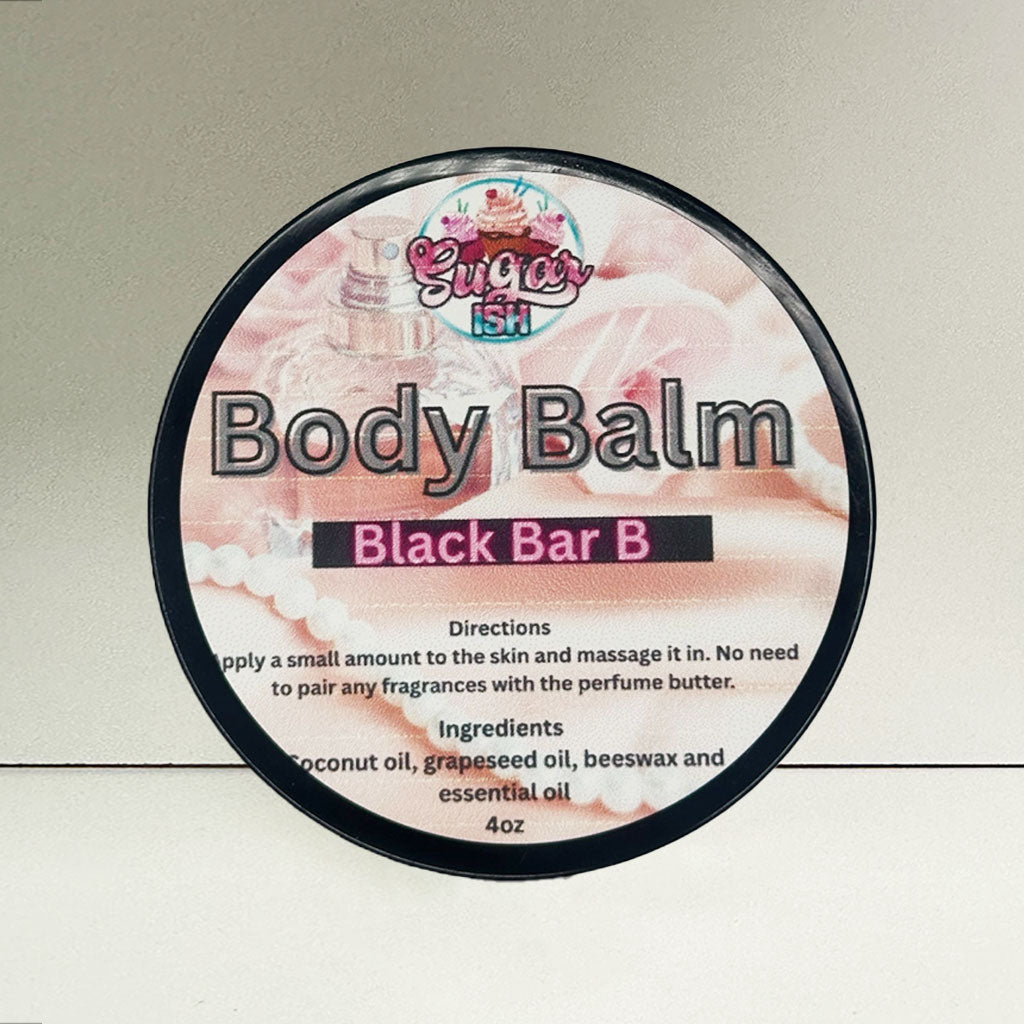 Sugar
ISH
Body Balm
Black Bar B
Directions
pply a small amount to the skin and massage it in. No need
to pair any fragrances with the perfume butter.
Ingredients
Coconut oil, grapeseed oil, beeswax and
essential oil
4oz